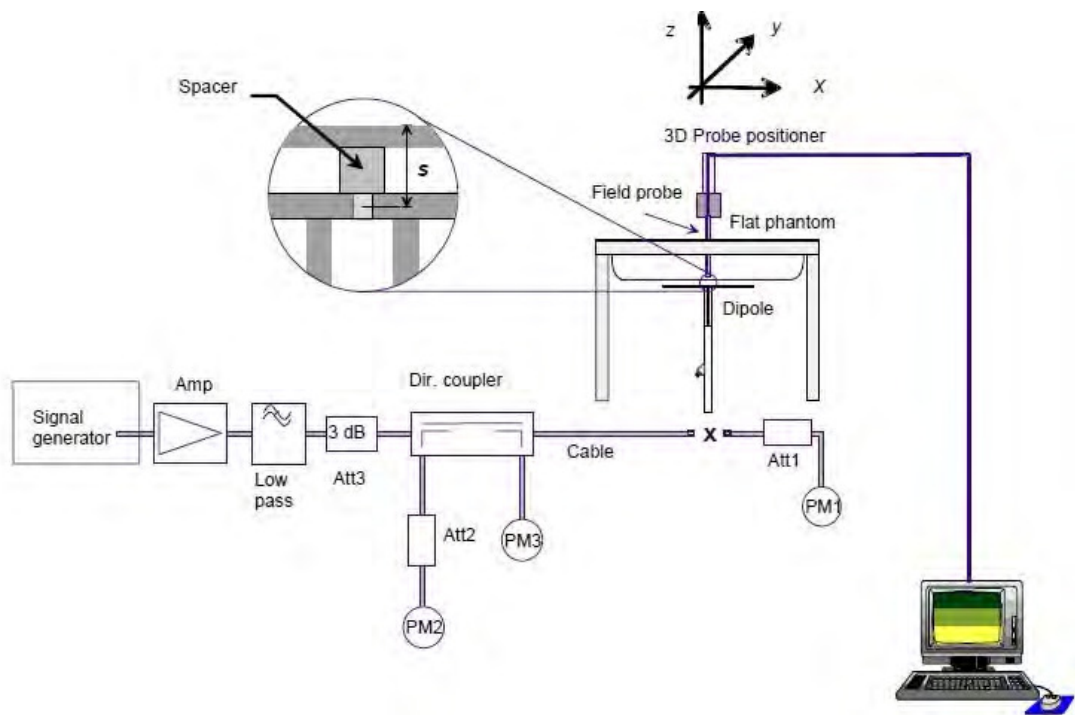 z
y
x
Spacer
s
3D Probe positioner
Field probe
Flat phantom
Dipole
Dir. coupler
Amp
Signal
generator
3 dB
Cable
X
Att1
Low
pass
Att3
PM1
Att2
PM3
PM2